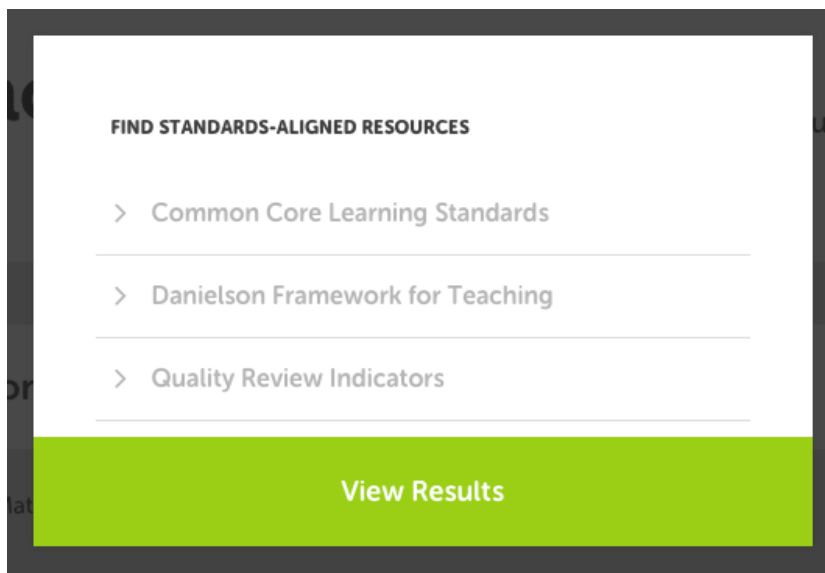 FIND STANDARDS-ALIGNED RESOURCES
Common Core Learning Standards
Danielson Framework for Teaching
Quality Review Indicators
View Results